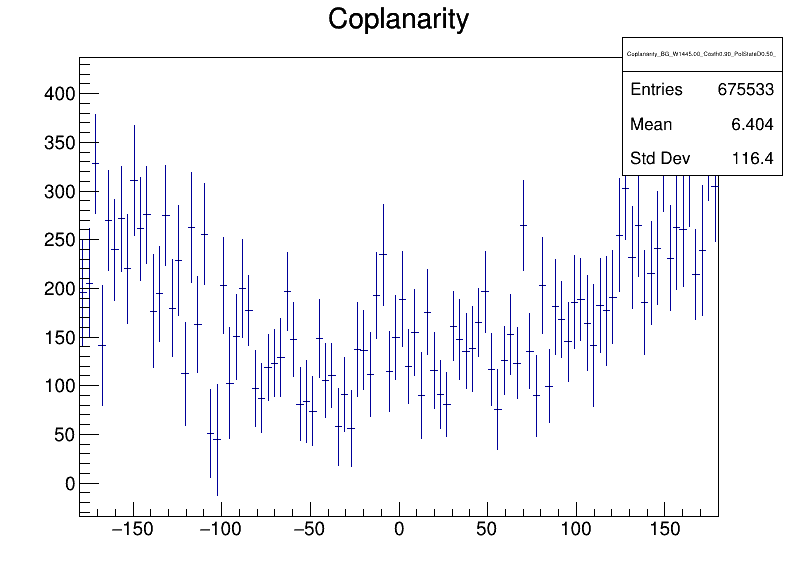 Coplanarity
Coplanarity_BG_W1445.00_Costh0.90_PolStateD0.50_
Entries 675533
Mean 6.404
Std Dev 116.4
400
350
300
250
200
150
100
50
0
−150 −100 −50 0 50 100 150